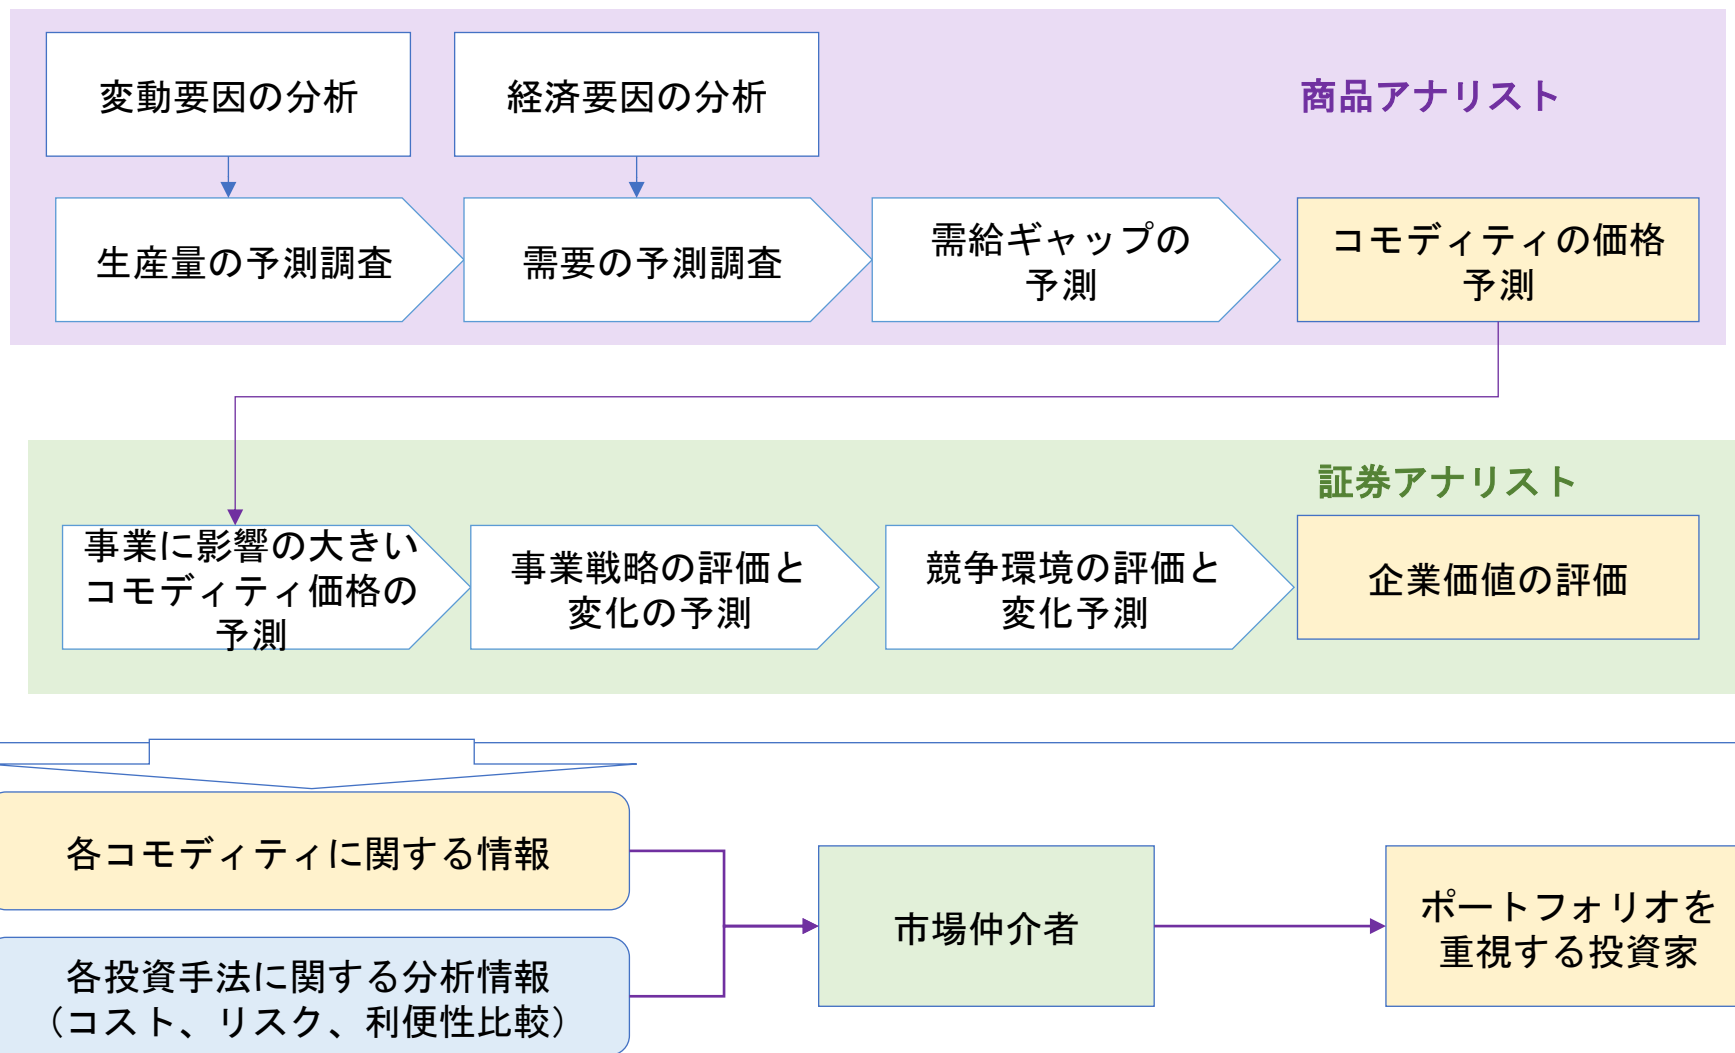 変動要因の分析
経済要因の分析
商品アナリスト
生産量の予測調査
需要の予測調査
需給ギャップの
予測
コモディティの価格
予測
証券アナリスト
事業に影響の大きい
コモディティ価格の
予測
事業戦略の評価と
変化の予測
競争環境の評価と
変化予測
企業価値の評価
各コモディティに関する情報
各投資手法に関する分析情報
（コスト、リスク、利便性比較）
市場仲介者
ポートフォリオを
重視する投資家